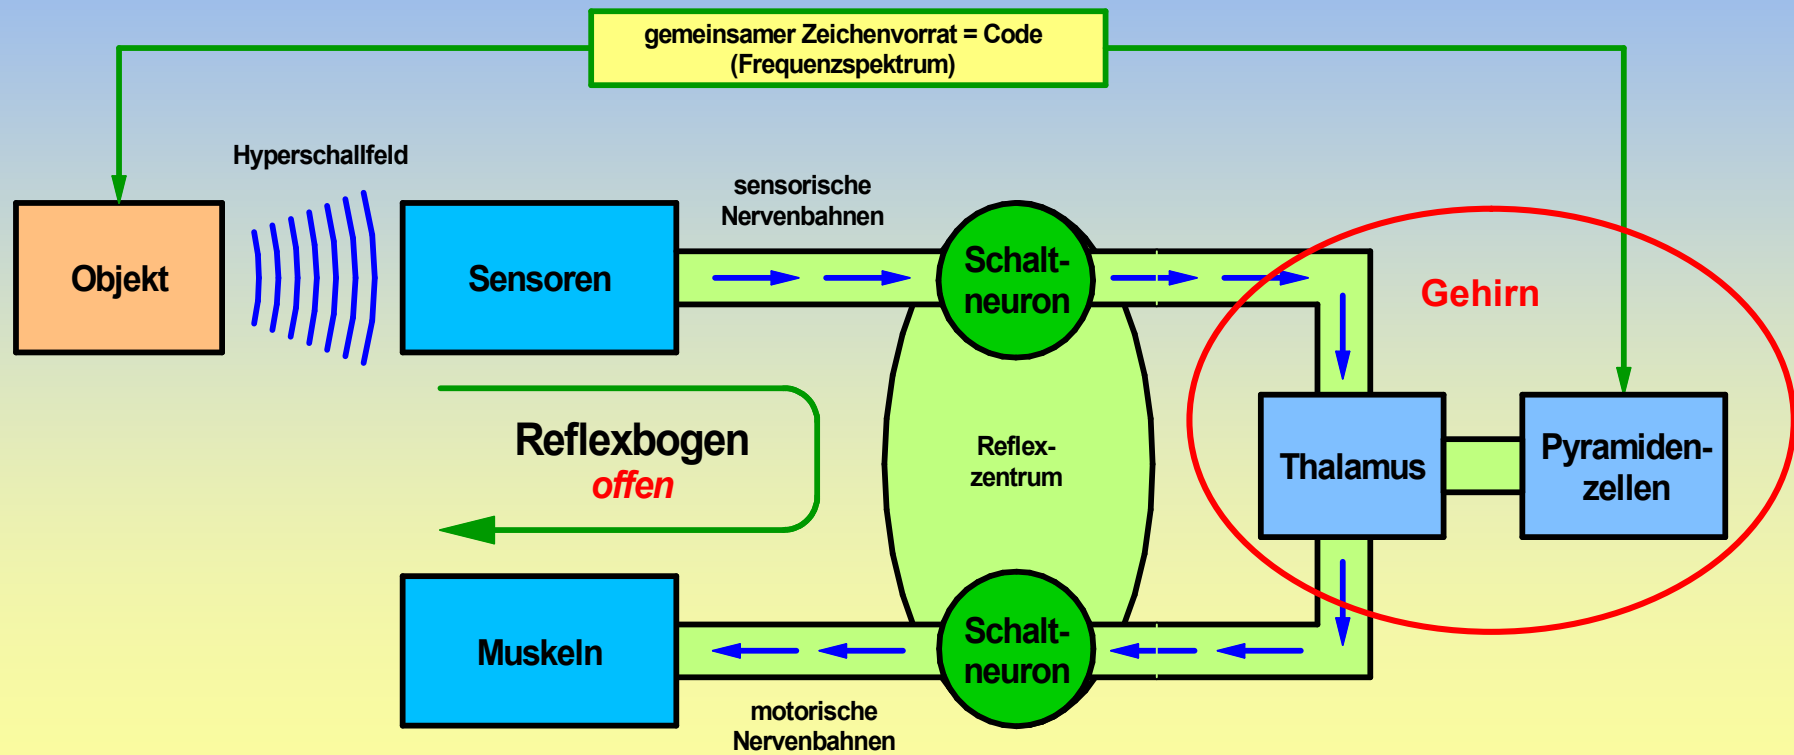 gemeinsamer Zeichenvorrat = Code
(Frequenzspektrum)
Hyperschallfeld
sensorische
Nervenbahnen
Objekt
Sensoren
Schalt-
neuron
Gehirn
Reflexbogen
offen
Reflex-
zentrum
Thalamus
Pyramiden-
zellen
Muskeln
Schalt-
neuron
motorische
Nervenbahnen